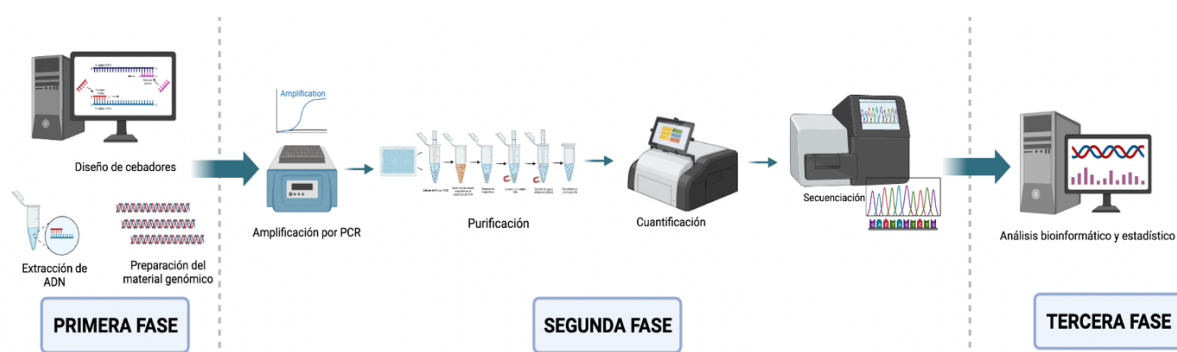 Diseño de cebadores
Extracción de
ADN
Preparación del
material genómico
PRIMERA FASE
Amplification
Amplificación por PCR
Purificación
Cuantificación
Secuenciación
SEGUNDA FASE
Análisis bioinformático y estadístico
TERCERA FASE